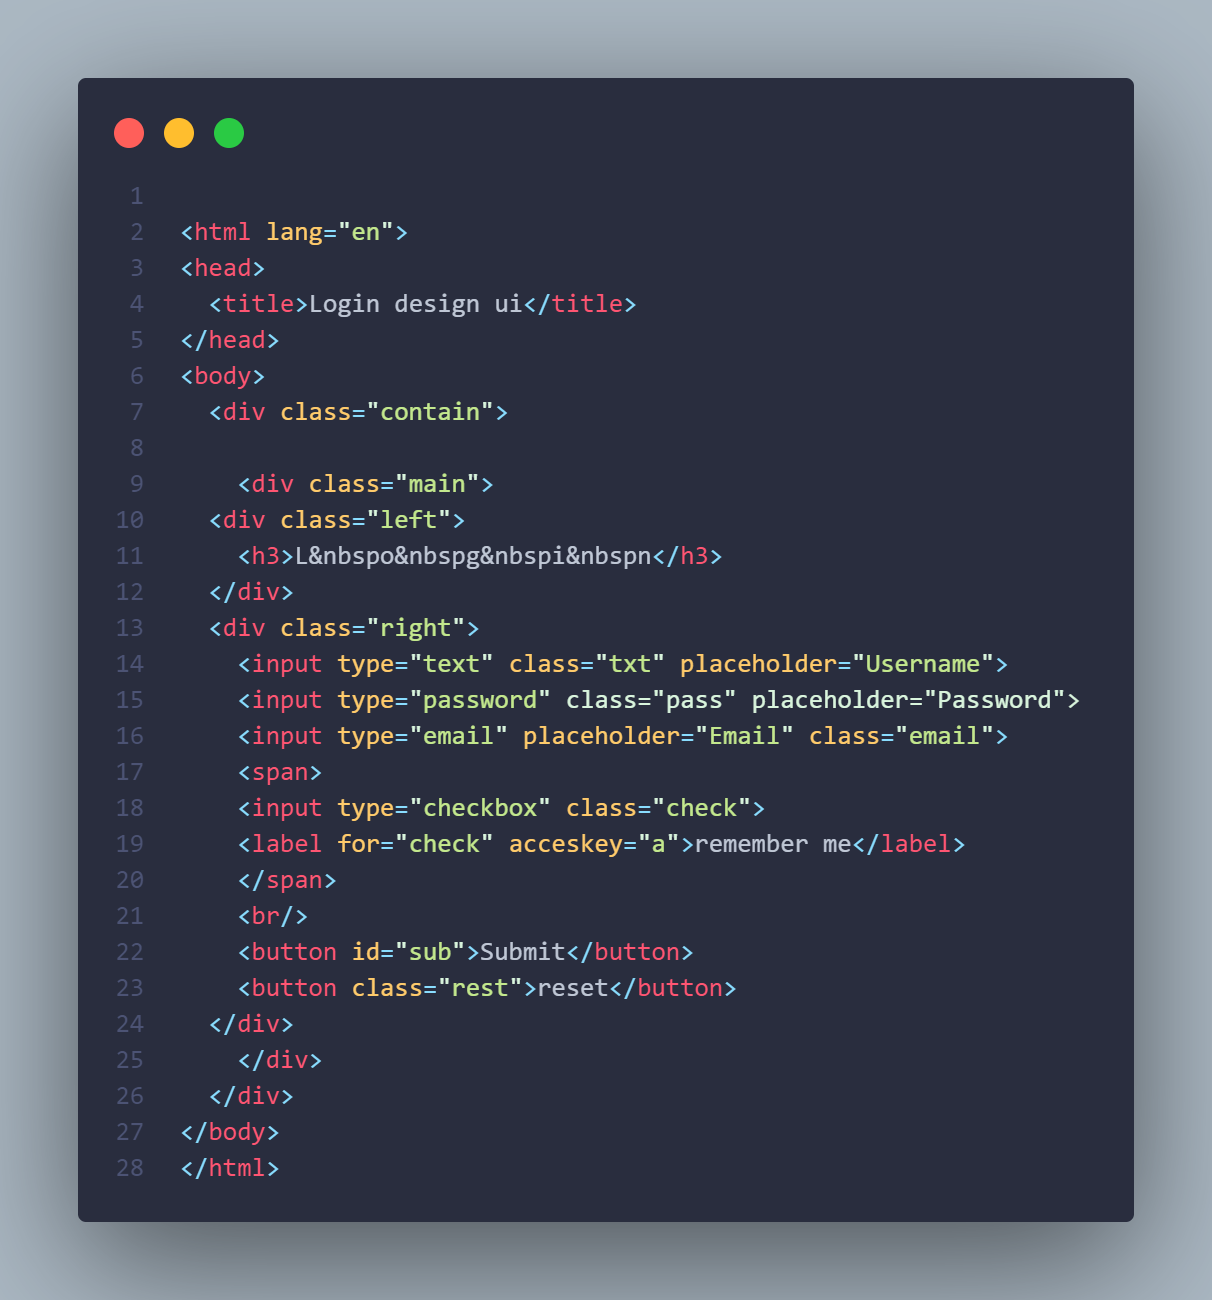 1
2 <html lang="en">
3 <head>
4   <title>Login design ui</title>
5 </head>
6 <body>
7   <div class="contain">
8
9     <div class="main">
10   <div class="left">
11     <h3>L&nbspo&nbspg&nbspi&nbspn</h3>
12   </div>
13   <div class="right">
14     <input type="text" class="txt" placeholder="Username">
15     <input type="password" class="pass" placeholder="Password">
16     <input type="email" placeholder="Email" class="email">
17     <span>
18     <input type="checkbox" class="check">
19     <label for="check" acceskey="a">remember me</label>
20     </span>
21     <br/>
22     <button id="sub">Submit</button>
23     <button class="rest">reset</button>
24   </div>
25     </div>
26   </div>
27 </body>
28 </html>